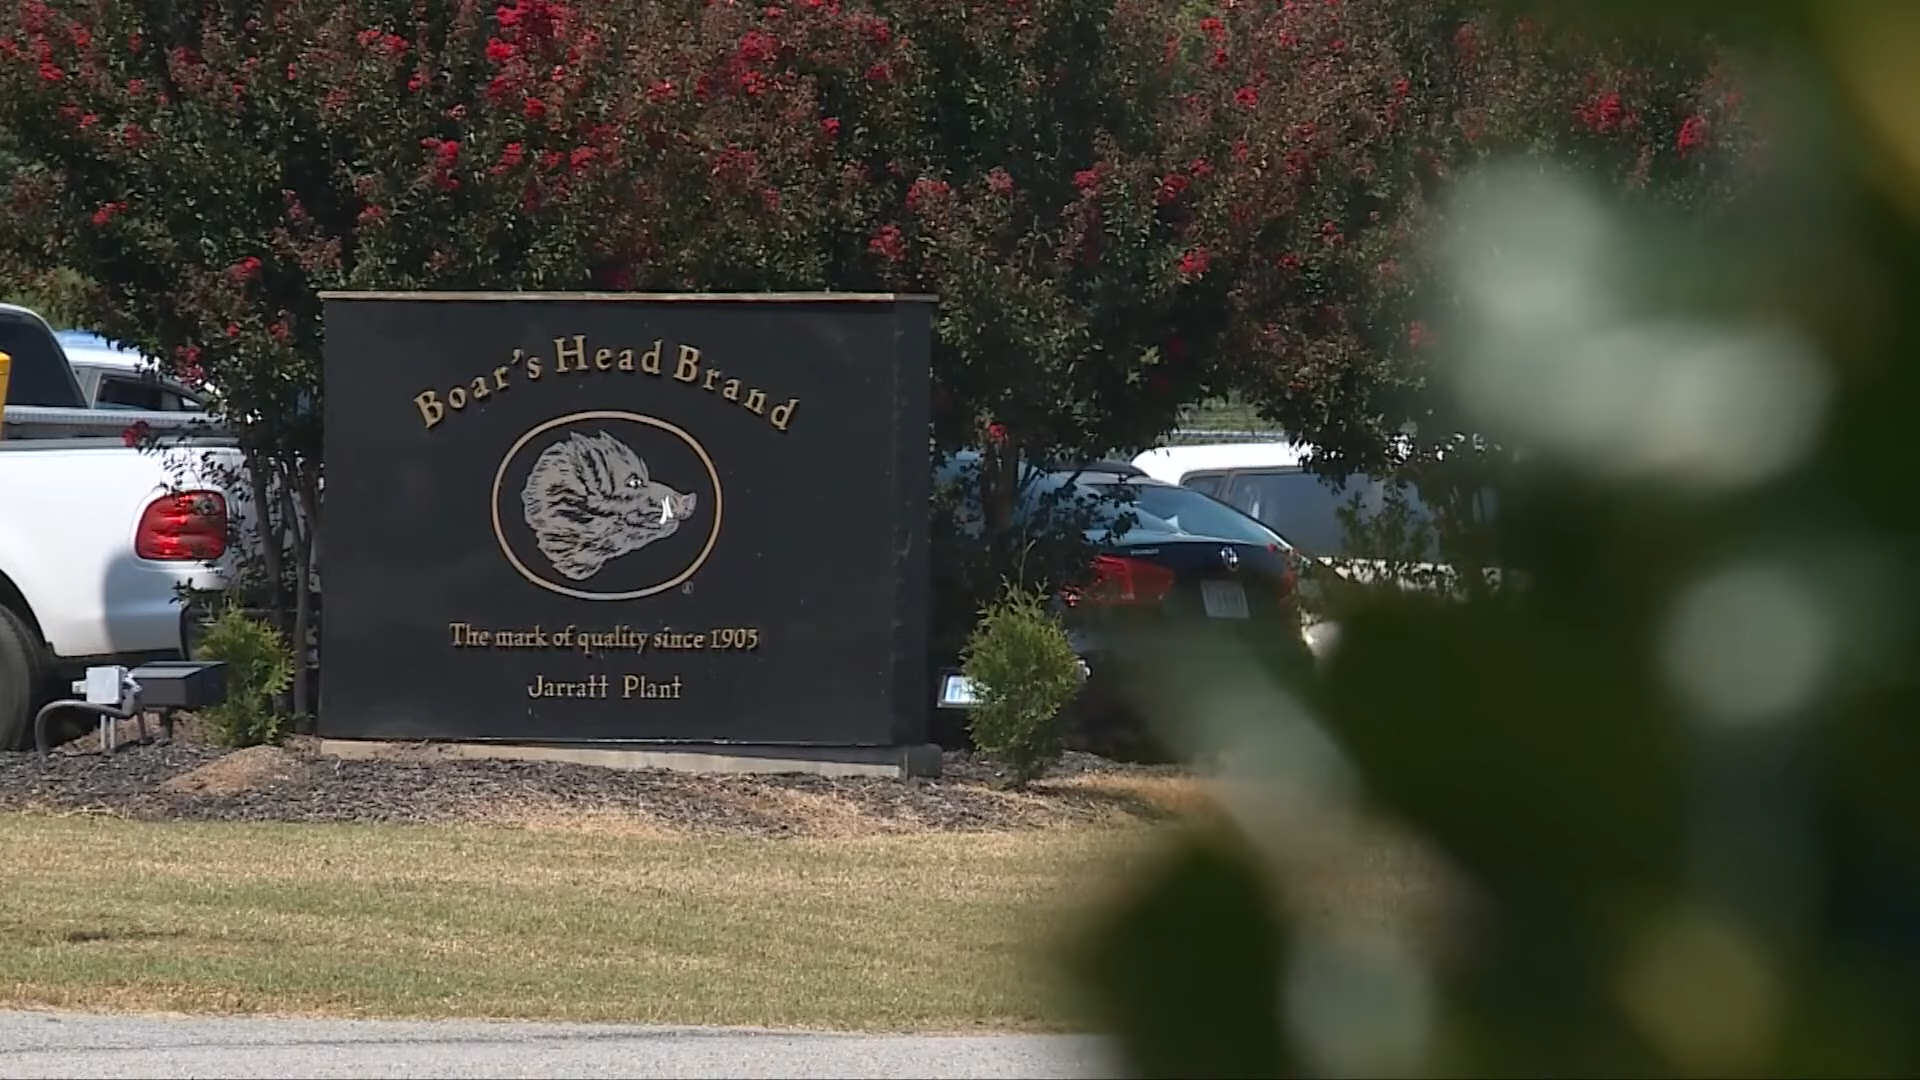 Boar's Head Brand
®
The mark of quality since 1905
Jarratt Plant